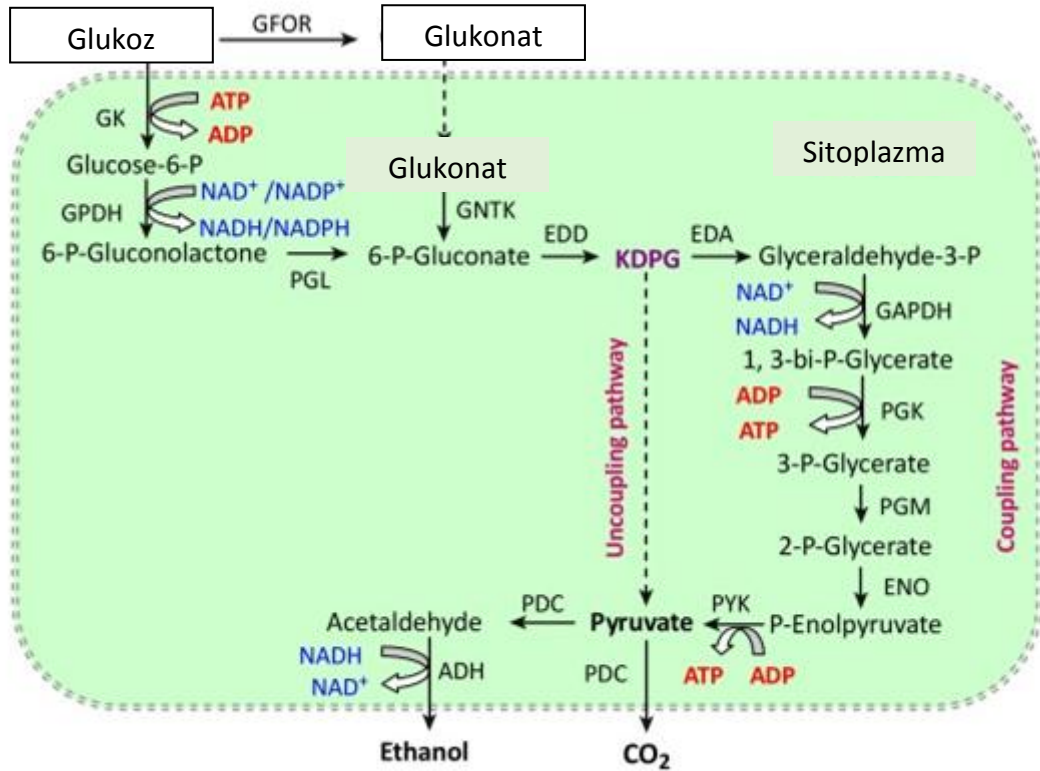 Glukoz
GFOR
Glukonat
GK
ATP
ADP
Glucose-6-P
Glukonat
Sitoplazma
GPDH
NAD⁺ /NADP⁺
NADH/NADPH
GNTK
6-P-Gluconolactone
PGL
6-P-Gluconate
EDD
KDPG
EDA
Glyceraldehyde-3-P
NAD⁺
NADH
GAPDH
1, 3-bi-P-Glycerate
ADP
ATP
PGK
3-P-Glycerate
PGM
2-P-Glycerate
ENO
Uncoupling pathway
Coupling pathway
Acetaldehyde
PDC
Pyruvate
PYK
P-Enolpyruvate
NADH
NAD⁺
ADH
PDC
ATP
ADP
Ethanol
CO₂